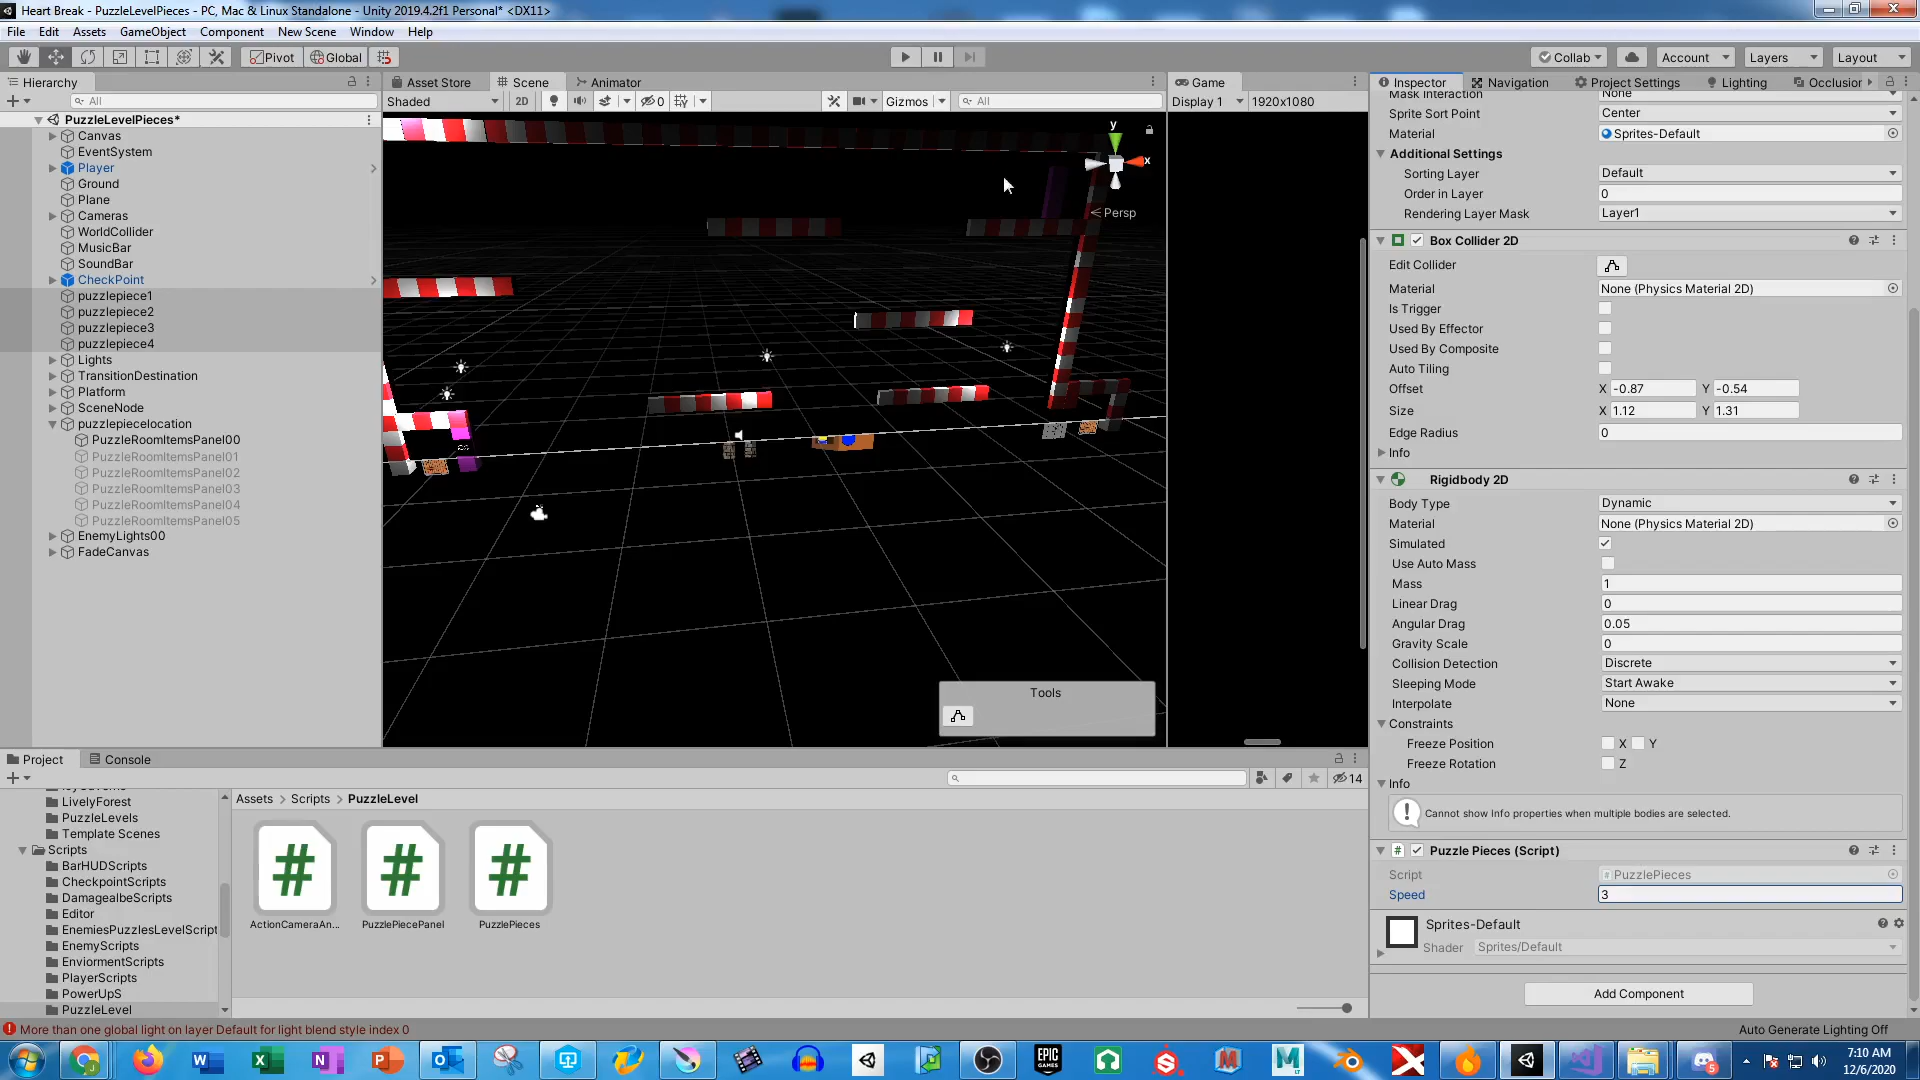 Heart Break - PuzzleLevelPieces - PC, Mac & Linux Standalone - Unity 2019.4.2f1 Personal* <DX11>
File Edit Assets GameObject Component New Scene Window Help
Pivot Global Collab Account Layers Layout
Hierarchy Asset Store Scene Animator Game Inspector Navigation Project Settings Lighting Occlusion
All Shaded 2D 0 Gizmos All Display 1 1920x1080
PuzzleLevelPieces*
Canvas
EventSystem
Player
Ground
Plane
Cameras
WorldCollider
MusicBar
SoundBar
CheckPoint
puzzlepiece1
puzzlepiece2
puzzlepiece3
puzzlepiece4
Lights
TransitionDestination
Platform
SceneNode
puzzlepiecelocation
PuzzleRoomItemsPanel00
PuzzleRoomItemsPanel01
PuzzleRoomItemsPanel02
PuzzleRoomItemsPanel03
PuzzleRoomItemsPanel04
PuzzleRoomItemsPanel05
EnemyLights00
FadeCanvas
y
x
< Persp
Tools
Mask Interaction None
Sprite Sort Point Center
Material Sprites-Default
Additional Settings
Sorting Layer Default
Order in Layer 0
Rendering Layer Mask Layer1
Box Collider 2D
Edit Collider
Material None (Physics Material 2D)
Is Trigger
Used By Effector
Used By Composite
Auto Tiling
Offset X -0.87 Y -0.54
Size X 1.12 Y 1.31
Edge Radius 0
Info
Rigidbody 2D
Body Type Dynamic
Material None (Physics Material 2D)
Simulated
Use Auto Mass
Mass 1
Linear Drag 0
Angular Drag 0.05
Gravity Scale 0
Collision Detection Discrete
Sleeping Mode Start Awake
Interpolate None
Constraints
Freeze Position X Y
Freeze Rotation Z
Info
Cannot show Info properties when multiple bodies are selected.
Puzzle Pieces (Script)
Script PuzzlePieces
Speed 3
Sprites-Default
Shader Sprites/Default
Add Component
Project Console
14
LivelyForest
PuzzleLevels
Template Scenes
Scripts
BarHUDScripts
CheckpointScripts
DamagealbeScripts
Editor
EnemiesPuzzlesLevelScript
EnemyScripts
EnviormentScripts
PlayerScripts
PowerUpS
PuzzleLevel
Assets > Scripts > PuzzleLevel
ActionCameraAn...
PuzzlePiecePanel
PuzzlePieces
More than one global light on layer Default for light blend style index 0
Auto Generate Lighting Off
EPIC GAMES
5
7:10 AM
12/6/2020